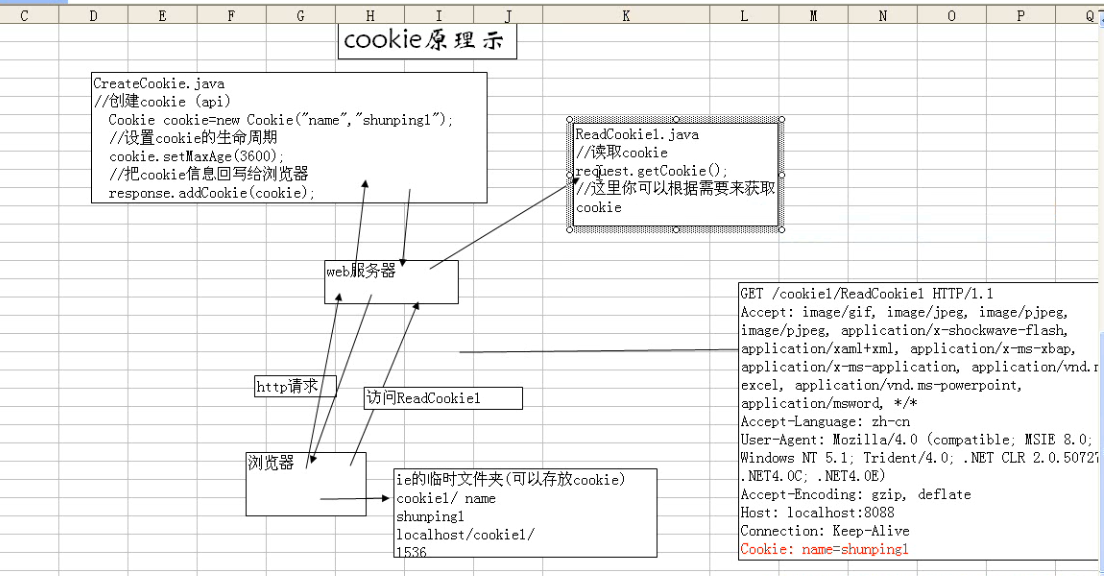 C D E F G H I J K L M N O P Q
cookie原理示
CreateCookie.java
//创建cookie (api)
Cookie cookie=new Cookie("name","shunping1");
//设置cookie的生命周期
cookie.setMaxAge(3600);
//把cookie信息回写给浏览器
response.addCookie(cookie);
ReadCookie1.java
//读取cookie
request.getCookie();
//这里你可以根据需要来获取
cookie
web服务器
GET /cookie1/ReadCookie1 HTTP/1.1
Accept: image/gif, image/jpeg, image/pjpeg,
image/pjpeg, application/x-shockwave-flash,
application/xaml+xml, application/x-ms-xbap,
application/x-ms-application, application/vnd.
excel, application/vnd.ms-powerpoint,
application/msword, */*
Accept-Language: zh-cn
User-Agent: Mozilla/4.0 (compatible; MSIE 8.0;
Windows NT 5.1; Trident/4.0; .NET CLR 2.0.50727
.NET4.0C; .NET4.0E)
Accept-Encoding: gzip, deflate
Host: localhost:8088
Connection: Keep-Alive
Cookie: name=shunping1
http请求
访问ReadCookie1
浏览器
ie的临时文件夹(可以存放cookie)
cookie1/ name
shunping1
localhost/cookie1/
1536